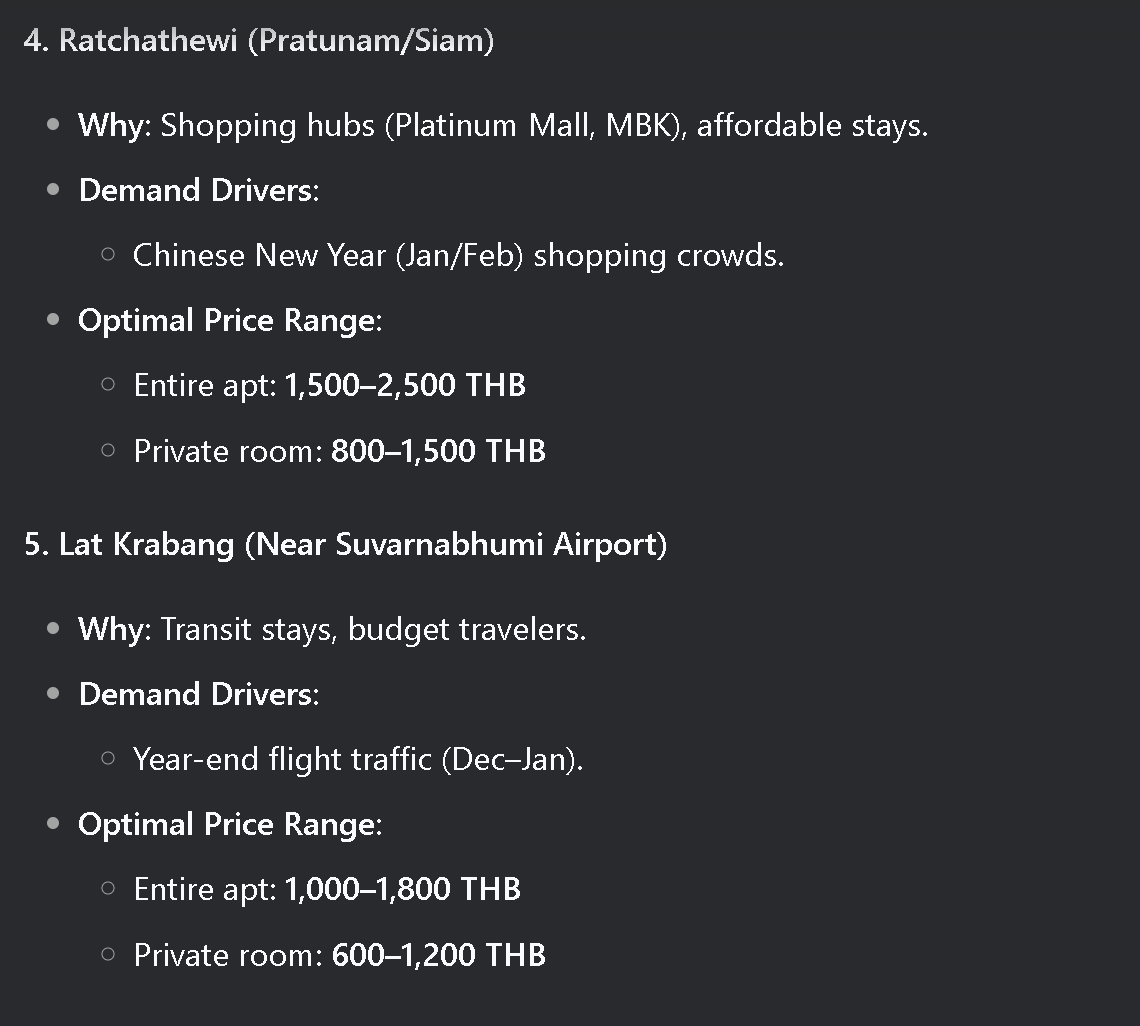 4. Ratchathewi (Pratunam/Siam)
Why: Shopping hubs (Platinum Mall, MBK), affordable stays.
Demand Drivers:
Chinese New Year (Jan/Feb) shopping crowds.
Optimal Price Range:
Entire apt: 1,500–2,500 THB
Private room: 800–1,500 THB
5. Lat Krabang (Near Suvarnabhumi Airport)
Why: Transit stays, budget travelers.
Demand Drivers:
Year-end flight traffic (Dec–Jan).
Optimal Price Range:
Entire apt: 1,000–1,800 THB
Private room: 600–1,200 THB